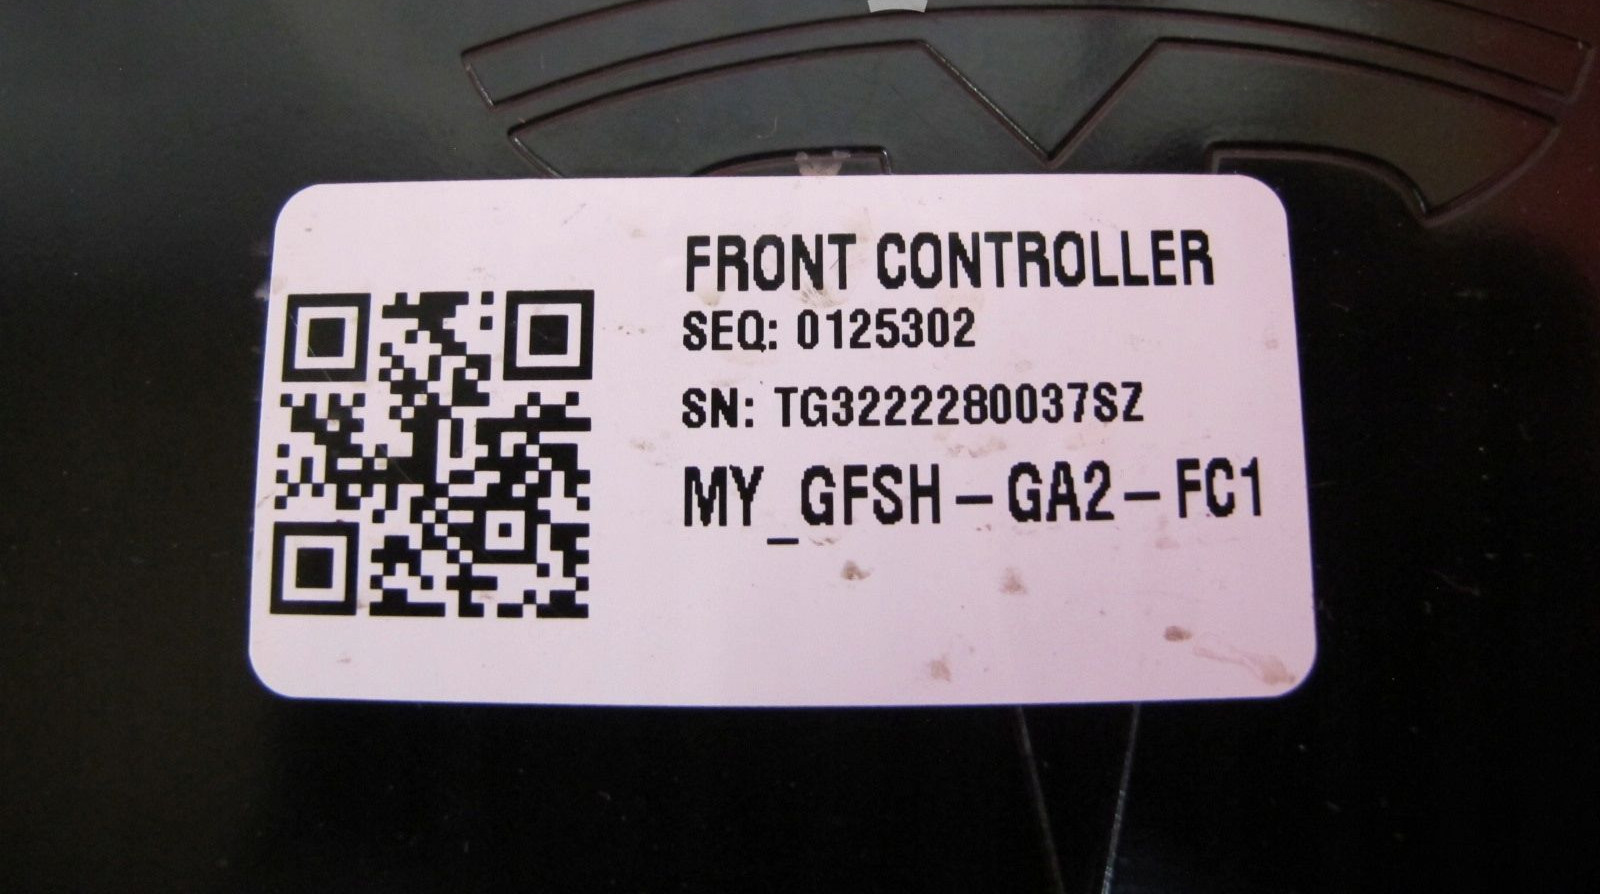 FRONT CONTROLLER
SEQ: 0125302
SN: TG3222280037SZ
MY_GFSH-GA2-FC1